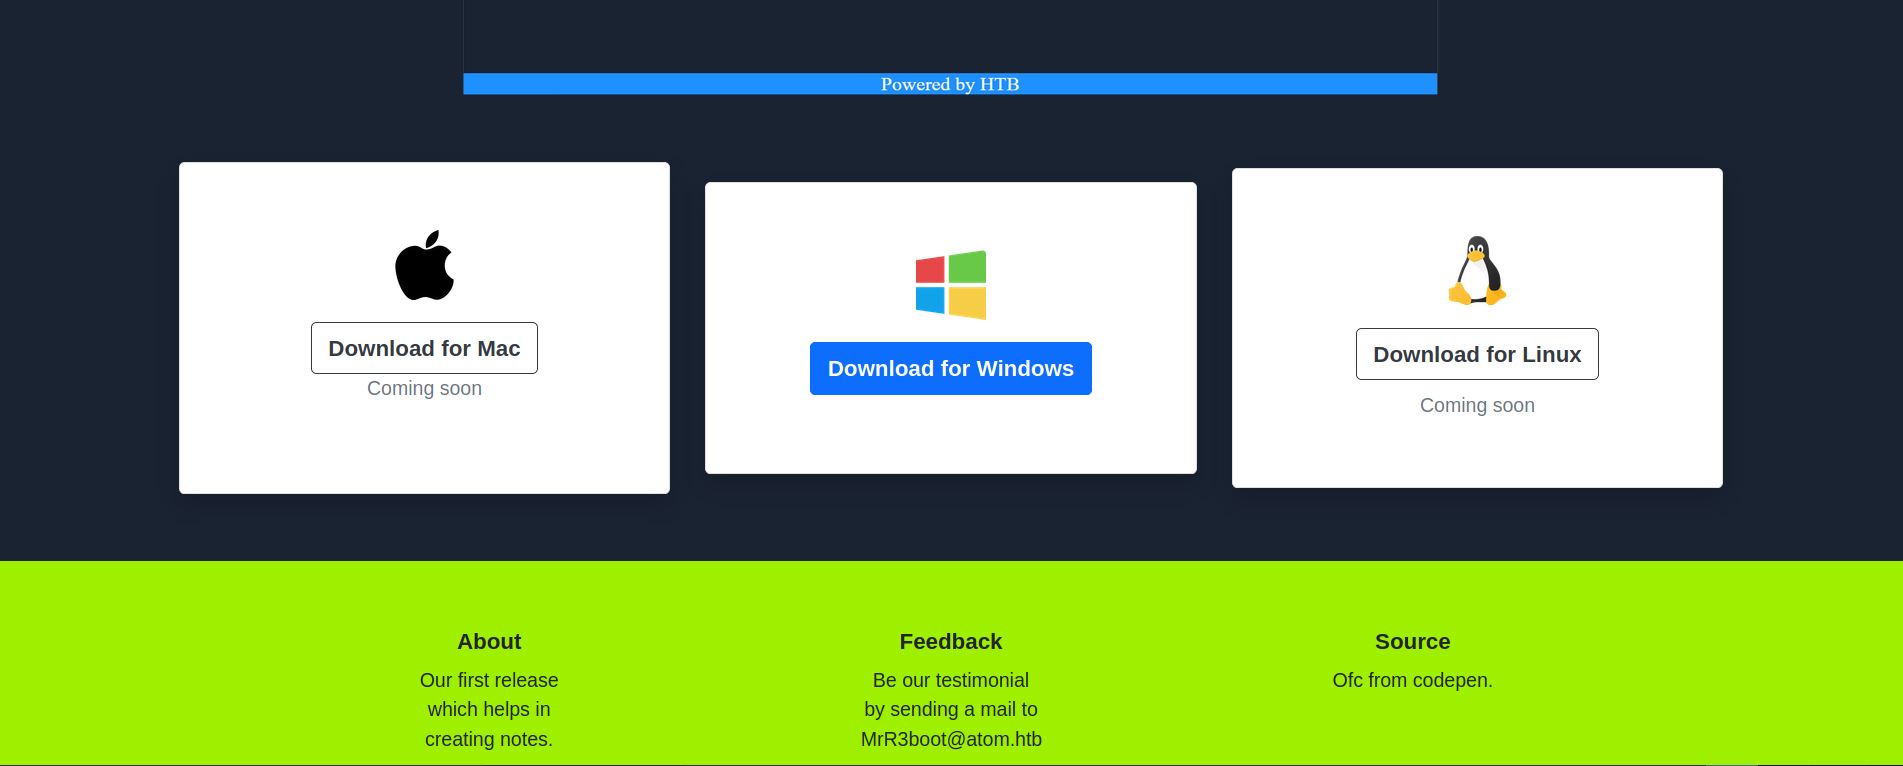 Powered by HTB
Download for Mac
Coming soon
Download for Windows
Download for Linux
Coming soon
About
Our first release
which helps in
creating notes.
Feedback
Be our testimonial
by sending a mail to
MrR3boot@atom.htb
Source
Ofc from codepen.